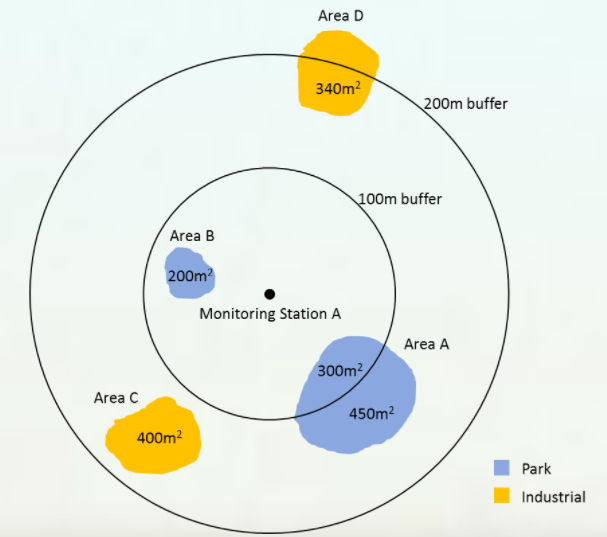 Area D
340m²
200m buffer
100m buffer
Area B
200m²
Monitoring Station A
Area A
300m²
450m²
Area C
400m²
Park
Industrial